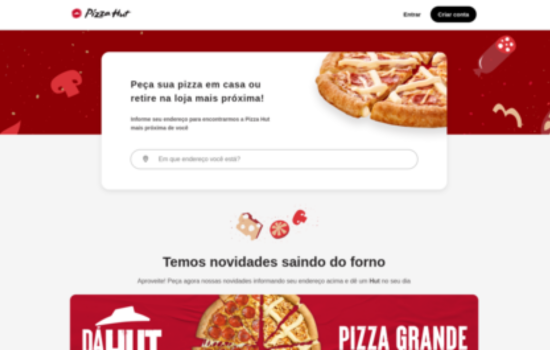 Pizza Hut
Entrar
Criar conta
Peça sua pizza em casa ou
retire na loja mais próxima!
Informe seu endereço para encontrarmos a Pizza Hut
mais próxima de você
Em que endereço você está?
Temos novidades saindo do forno
Aproveite! Peça agora nossas novidades informando seu endereço acima e dê um Hut no seu dia
DÁ HUT
PIZZA GRANDE